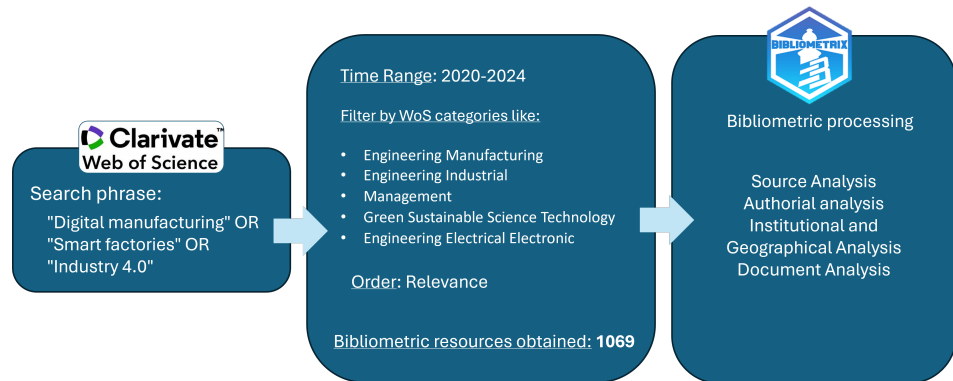 Clarivate™
Web of Science
Search phrase:
"Digital manufacturing" OR
"Smart factories" OR
"Industry 4.0"
Time Range: 2020-2024
Filter by WoS categories like:
• Engineering Manufacturing
• Engineering Industrial
• Management
• Green Sustainable Science Technology
• Engineering Electrical Electronic
Order: Relevance
Bibliometric resources obtained: 1069
BIBLIOMETRIX
Bibliometric processing
Source Analysis
Authorial analysis
Institutional and
Geographical Analysis
Document Analysis